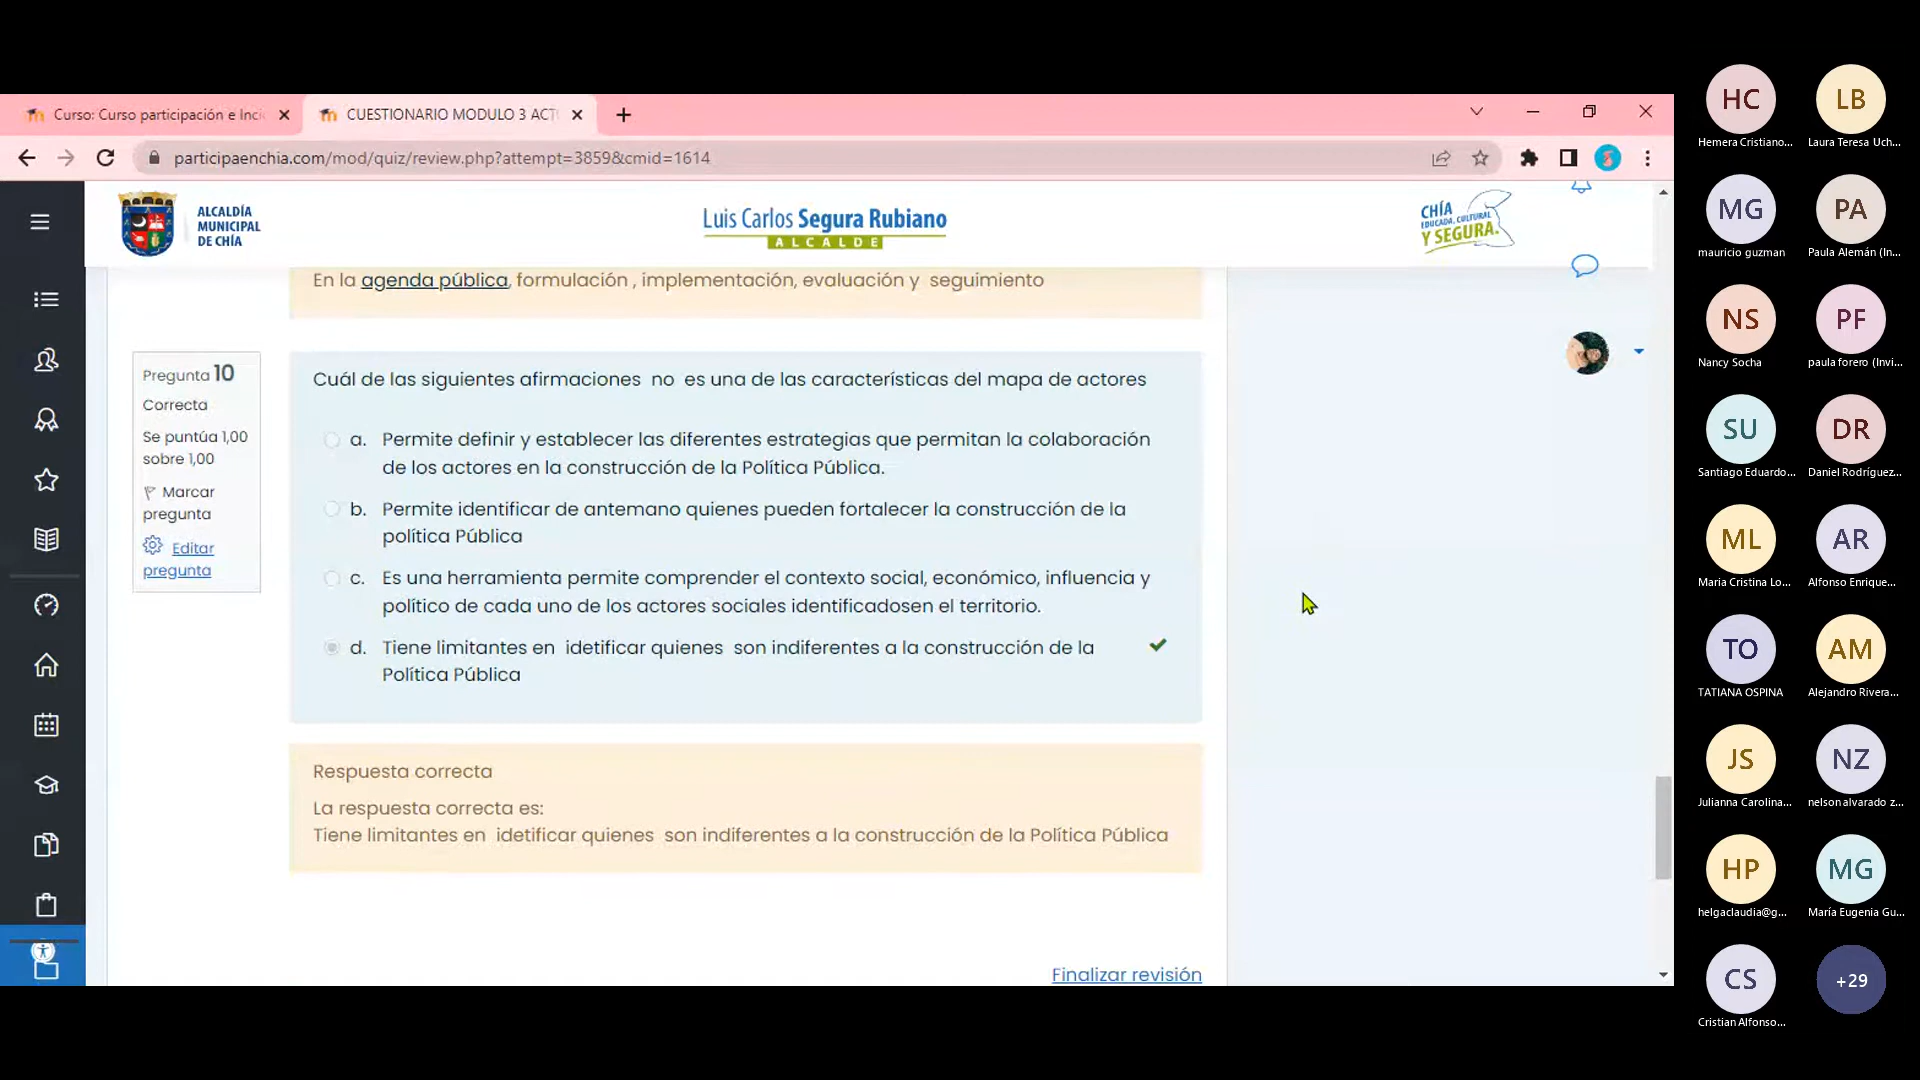 Curso: Curso participación e Inci
CUESTIONARIO MODULO 3 ACT
participaenchia.com/mod/quiz/review.php?attempt=3859&cmid=1614
ALCALDÍA
MUNICIPAL
DE CHÍA
Luis Carlos Segura Rubiano
ALCALDE
CHÍA
EDUCADA, CULTURAL
Y SEGURA.
En la agenda pública, formulación , implementación, evaluación y seguimiento
Pregunta 10
Correcta
Se puntúa 1,00
sobre 1,00
Marcar
pregunta
Editar
pregunta
Cuál de las siguientes afirmaciones no es una de las características del mapa de actores
a. Permite definir y establecer las diferentes estrategias que permitan la colaboración
de los actores en la construcción de la Política Pública.
b. Permite identificar de antemano quienes pueden fortalecer la construcción de la
política Pública
c. Es una herramienta permite comprender el contexto social, económico, influencia y
político de cada uno de los actores sociales identificadosen el territorio.
d. Tiene limitantes en idetificar quienes son indiferentes a la construcción de la
Política Pública
Respuesta correcta
La respuesta correcta es:
Tiene limitantes en idetificar quienes son indiferentes a la construcción de la Política Pública
Finalizar revisión
HC
LB
Hemera Cristiano...
Laura Teresa Uch...
MG
PA
mauricio guzman
Paula Alemán (In...
NS
PF
Nancy Socha
paula forero (Invi...
SU
DR
Santiago Eduardo...
Daniel Rodríguez...
ML
AR
Maria Cristina Lo...
Alfonso Enrique...
TO
AM
TATIANA OSPINA
Alejandro Rivera...
JS
NZ
Julianna Carolina...
nelson alvarado z...
HP
MG
helgaclaudia@g...
María Eugenia Gu...
CS
+29
Cristian Alfonso...